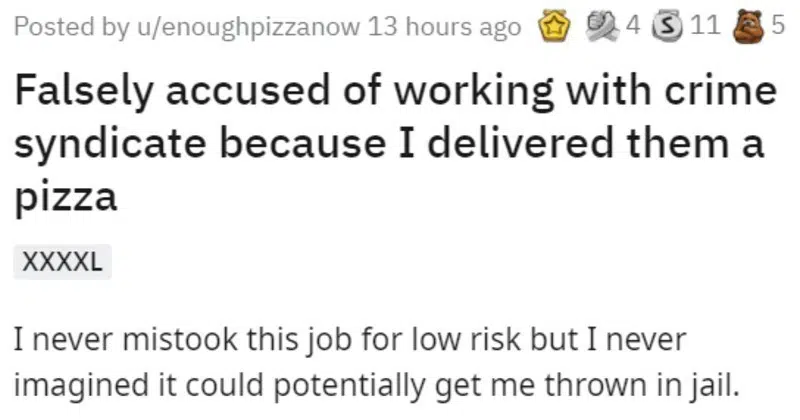 Posted by u/enoughpizzanow 13 hours ago 4 S 11 5
Falsely accused of working with crime
syndicate because I delivered them a
pizza
XXXXL
I never mistook this job for low risk but I never
imagined it could potentially get me thrown in jail.